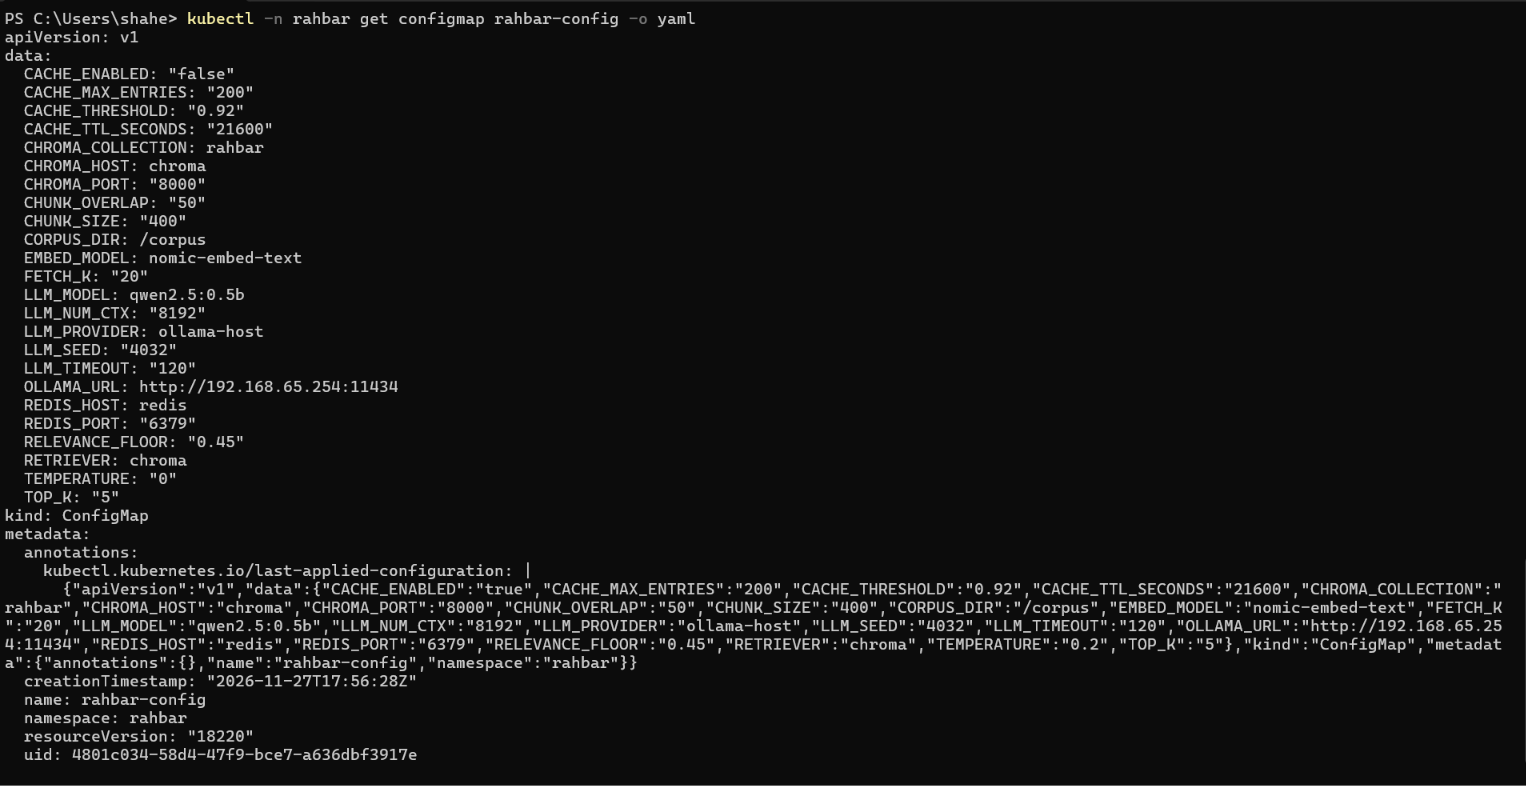 PS C:\Users\shahe> kubectl -n rahbar get configmap rahbar-config -o yaml
apiVersion: v1
data:
  CACHE_ENABLED: "false"
  CACHE_MAX_ENTRIES: "200"
  CACHE_THRESHOLD: "0.92"
  CACHE_TTL_SECONDS: "21600"
  CHROMA_COLLECTION: rahbar
  CHROMA_HOST: chroma
  CHROMA_PORT: "8000"
  CHUNK_OVERLAP: "50"
  CHUNK_SIZE: "400"
  CORPUS_DIR: /corpus
  EMBED_MODEL: nomic-embed-text
  FETCH_K: "20"
  LLM_MODEL: qwen2.5:0.5b
  LLM_NUM_CTX: "8192"
  LLM_PROVIDER: ollama-host
  LLM_SEED: "4032"
  LLM_TIMEOUT: "120"
  OLLAMA_URL: http://192.168.65.254:11434
  REDIS_HOST: redis
  REDIS_PORT: "6379"
  RELEVANCE_FLOOR: "0.45"
  RETRIEVER: chroma
  TEMPERATURE: "0"
  TOP_K: "5"
kind: ConfigMap
metadata:
  annotations:
    kubectl.kubernetes.io/last-applied-configuration: |
      {"apiVersion":"v1","data":{"CACHE_ENABLED":"true","CACHE_MAX_ENTRIES":"200","CACHE_THRESHOLD":"0.92","CACHE_TTL_SECONDS":"21600","CHROMA_COLLECTION":"
rahbar","CHROMA_HOST":"chroma","CHROMA_PORT":"8000","CHUNK_OVERLAP":"50","CHUNK_SIZE":"400","CORPUS_DIR":"/corpus","EMBED_MODEL":"nomic-embed-text","FETCH_K
":"20","LLM_MODEL":"qwen2.5:0.5b","LLM_NUM_CTX":"8192","LLM_PROVIDER":"ollama-host","LLM_SEED":"4032","LLM_TIMEOUT":"120","OLLAMA_URL":"http://192.168.65.25
4:11434","REDIS_HOST":"redis","REDIS_PORT":"6379","RELEVANCE_FLOOR":"0.45","RETRIEVER":"chroma","TEMPERATURE":"0.2","TOP_K":"5"},"kind":"ConfigMap","metadat
a":{"annotations":{},"name":"rahbar-config","namespace":"rahbar"}}
  creationTimestamp: "2026-11-27T17:56:28Z"
  name: rahbar-config
  namespace: rahbar
  resourceVersion: "18220"
  uid: 4801c034-58d4-47f9-bce7-a636dbf3917e